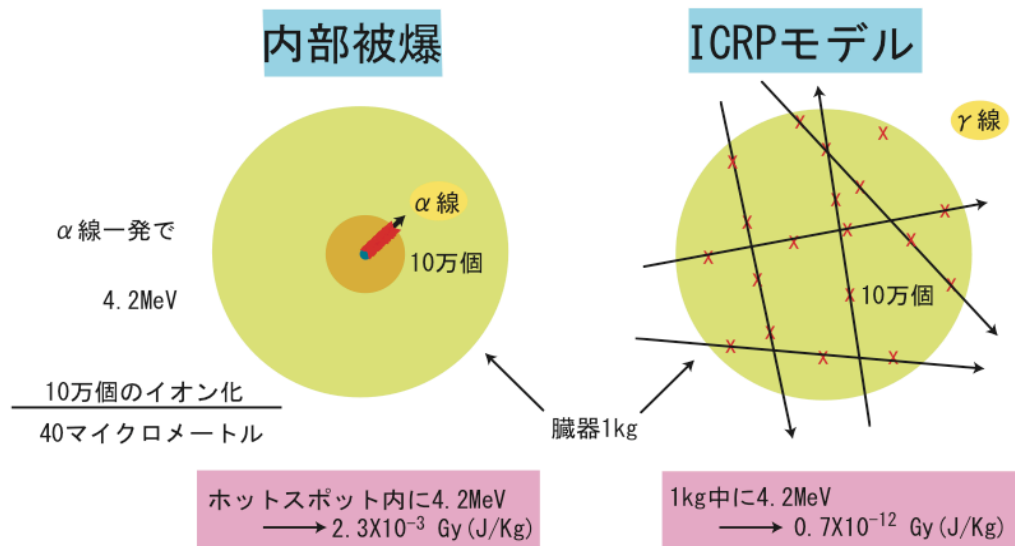 内部被爆
ICRPモデル
γ線
α線
α線一発で
10万個
4.2MeV
10万個
10万個のイオン化
40マイクロメートル
臓器1kg
ホットスポット内に4.2MeV
→2.3X10⁻³ Gy(J/Kg)
1kg中に4.2MeV
→ 0.7X10⁻¹² Gy(J/Kg)